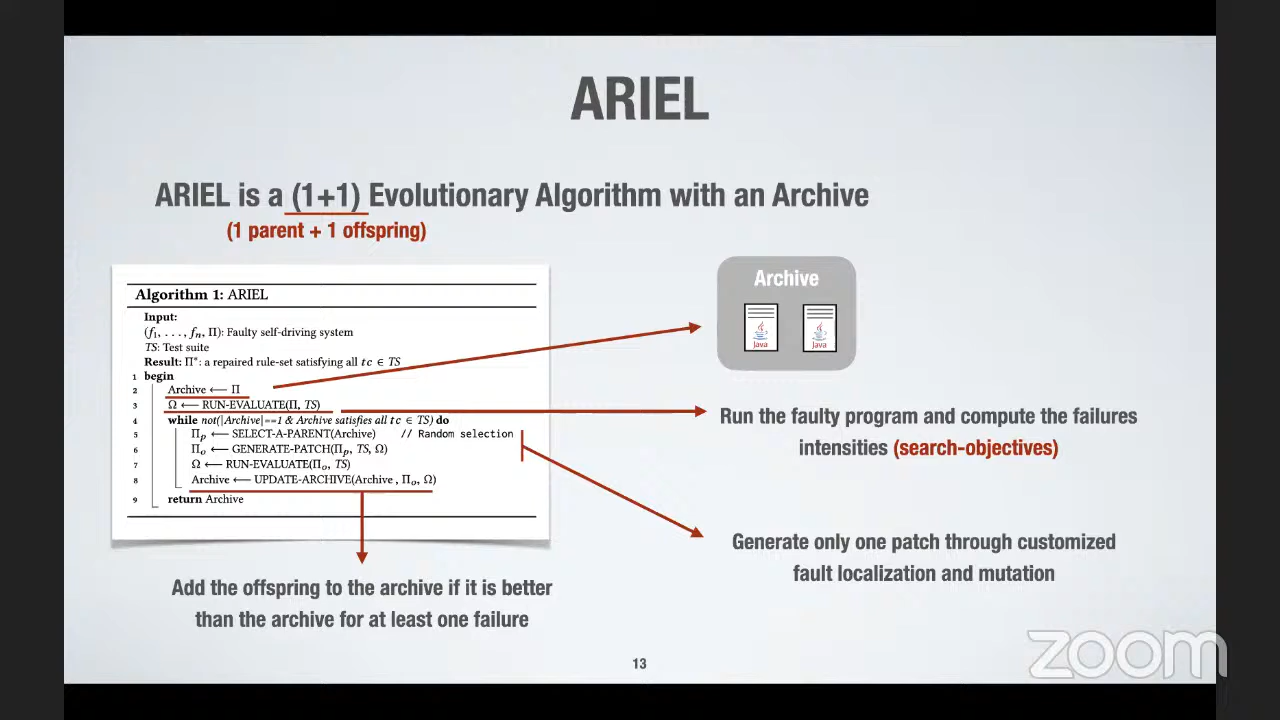 ARIEL
ARIEL is a (1+1) Evolutionary Algorithm with an Archive
(1 parent + 1 offspring)
Algorithm 1: ARIEL
Input:
(f₁, . . . , fₙ, Π): Faulty self-driving system
TS: Test suite
Result: Π*: a repaired rule-set satisfying all tc ∈ TS
1 begin
2 Archive ⟵ Π
3 Ω ⟵ RUN-EVALUATE(Π, TS)
4 while not(|Archive|==1 & Archive satisfies all tc ∈ TS) do
5 Πₚ ⟵ SELECT-A-PARENT(Archive) // Random selection
6 Πₒ ⟵ GENERATE-PATCH(Πₚ, TS, Ω)
7 Ω ⟵ RUN-EVALUATE(Πₒ, TS)
8 Archive ⟵ UPDATE-ARCHIVE(Archive , Πₒ, Ω)
9 return Archive
Archive
Java Java
Run the faulty program and compute the failures
intensities (search-objectives)
Generate only one patch through customized
fault localization and mutation
Add the offspring to the archive if it is better
than the archive for at least one failure
13
zoom